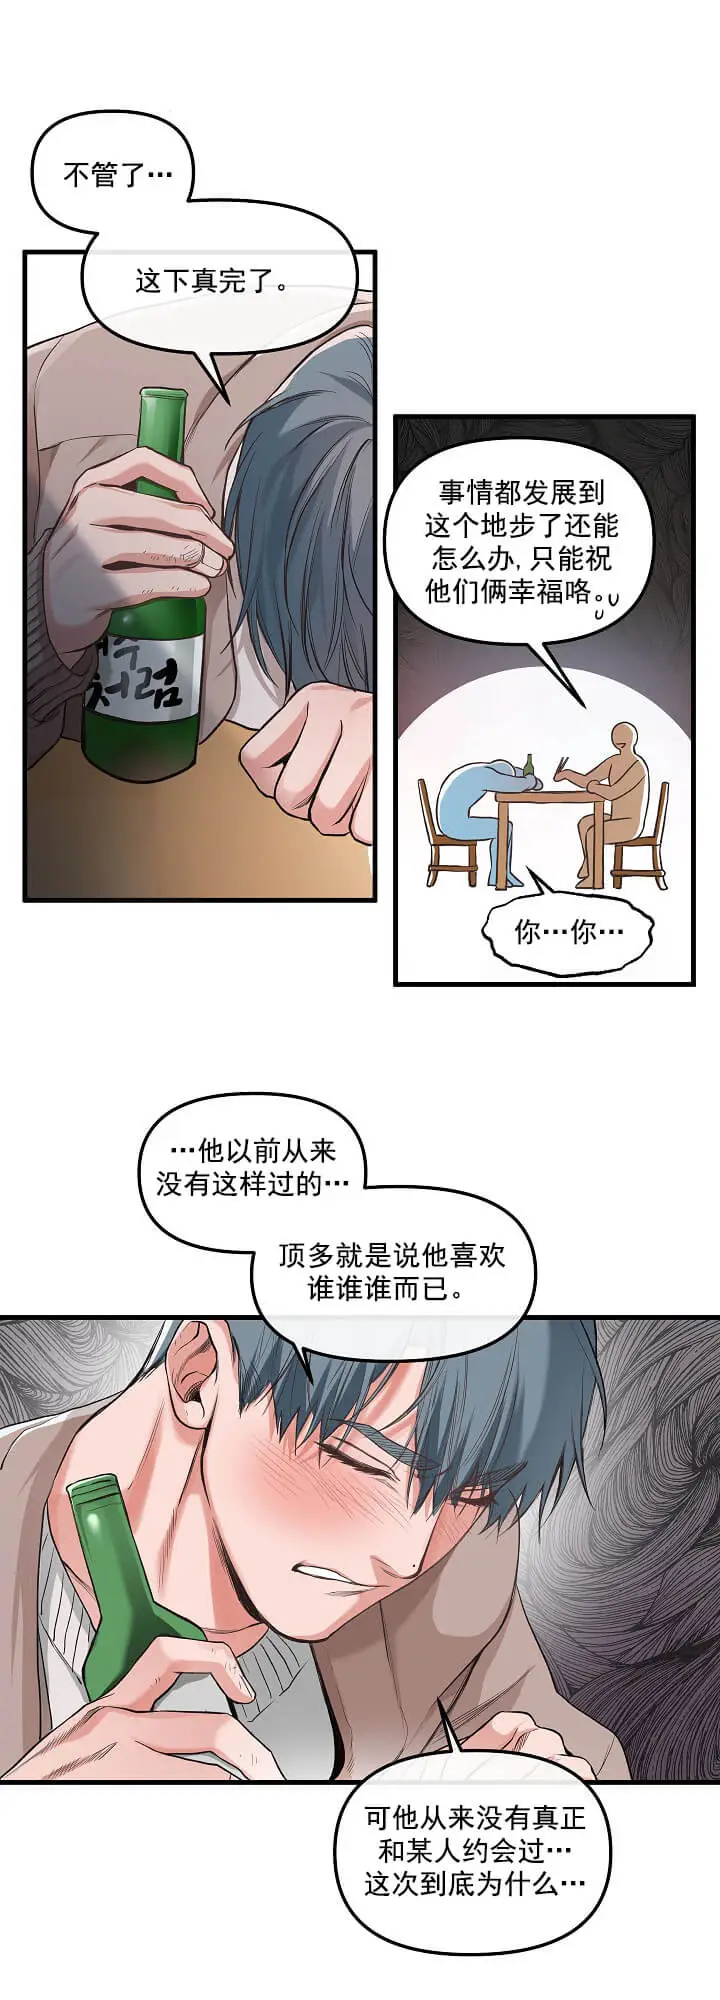 不管了…
这下真完了。
처럼
事情都发展到
这个地步了还能
怎么办,只能祝
他们俩幸福咯。
你…你…
…他以前从来
没有这样过的…
顶多就是说他喜欢
谁谁谁而已。
可他从来没有真正
和某人约会过…
这次到底为什么…